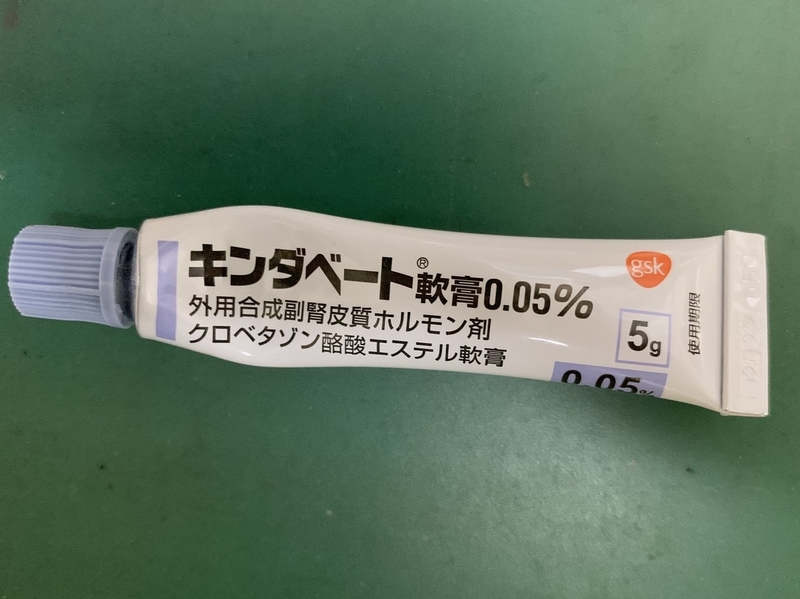 キンダベート®軟膏0.05%
外用合成副腎皮質ホルモン剤
クロベタゾン酪酸エステル軟膏
gsk
5g
使用期限
0.05%